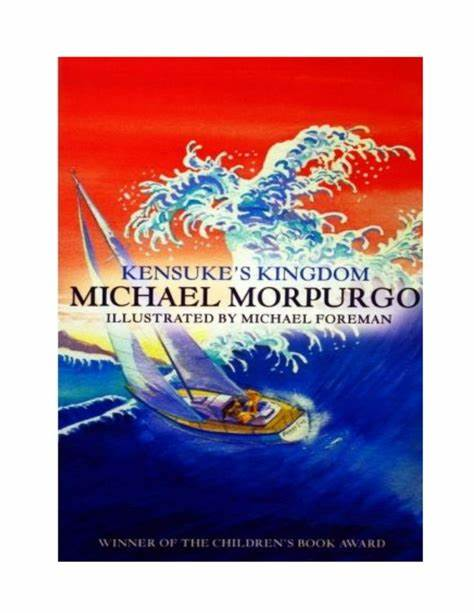 KENSUKE'S KINGDOM
MICHAEL MORPURGO
ILLUSTRATED BY MICHAEL FOREMAN
WINNER OF THE CHILDREN'S BOOK AWARD